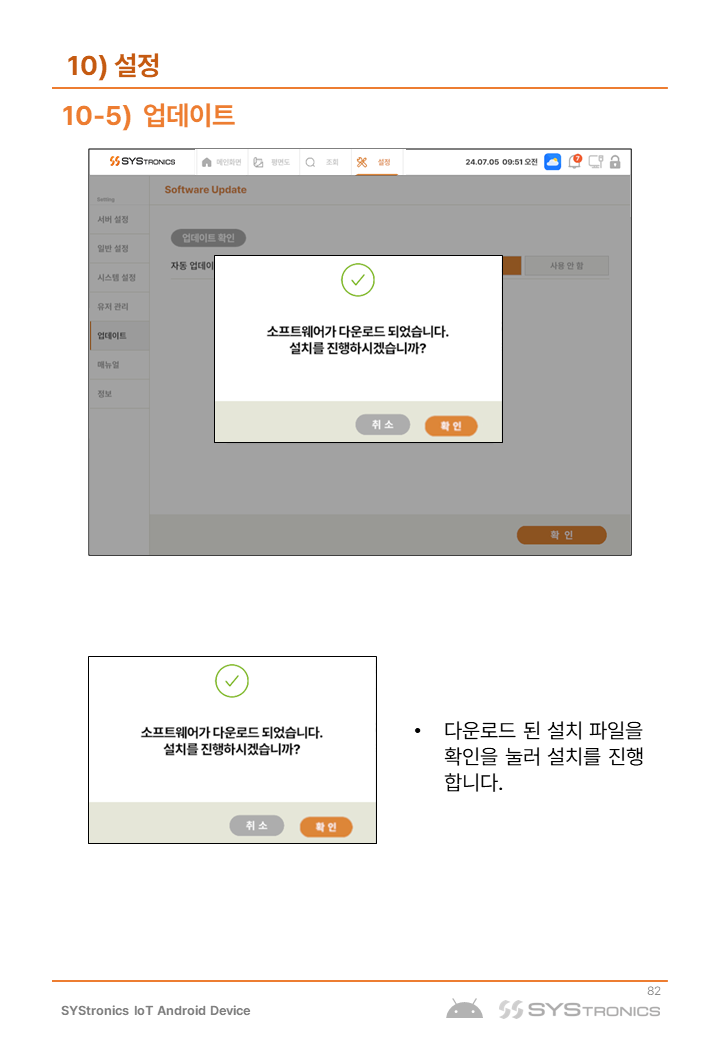 10) 설정
10-5) 업데이트
SYSTRONICS 메인화면 평면도 조회 설정 24.07.05 09:51 오전 7
Setting
Software Update
서버 설정
업데이트 확인
일반 설정
자동 업데이
사용 안 함
시스템 설정
유저 관리
업데이트
매뉴얼
정보
소프트웨어가 다운로드 되었습니다.
설치를 진행하시겠습니까?
취 소 확 인
확 인
소프트웨어가 다운로드 되었습니다.
설치를 진행하시겠습니까?
취 소 확 인
• 다운로드 된 설치 파일을
확인을 눌러 설치를 진행
합니다.
82
SYStronics IoT Android Device
SYSTRONICS